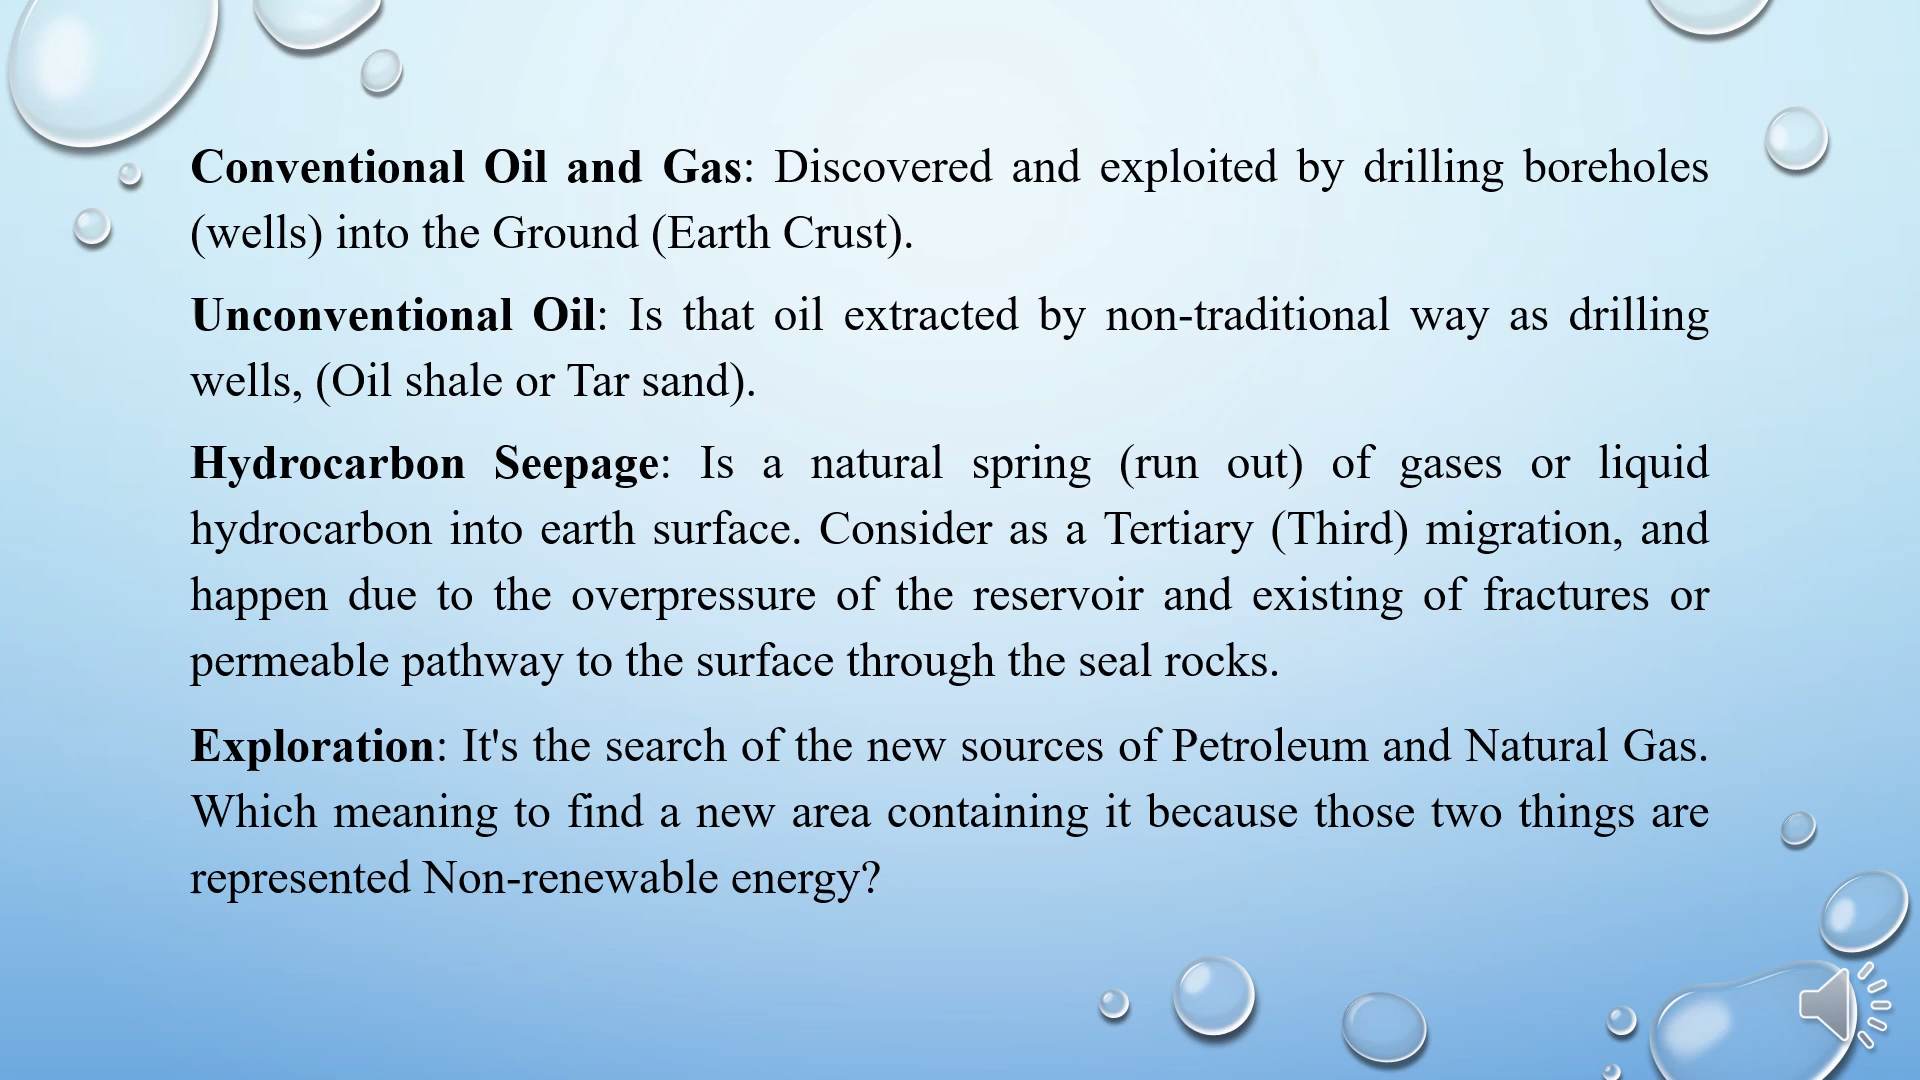 Conventional Oil and Gas: Discovered and exploited by drilling boreholes
(wells) into the Ground (Earth Crust).
Unconventional Oil: Is that oil extracted by non-traditional way as drilling
wells, (Oil shale or Tar sand).
Hydrocarbon Seepage: Is a natural spring (run out) of gases or liquid
hydrocarbon into earth surface. Consider as a Tertiary (Third) migration, and
happen due to the overpressure of the reservoir and existing of fractures or
permeable pathway to the surface through the seal rocks.
Exploration: It's the search of the new sources of Petroleum and Natural Gas.
Which meaning to find a new area containing it because those two things are
represented Non-renewable energy?